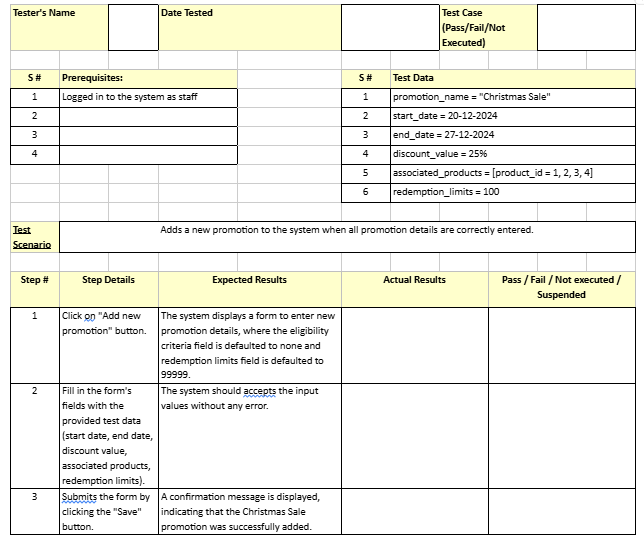 Tester's Name Date Tested Test Case
(Pass/Fail/Not
Executed)
S # Prerequisites: S # Test Data
1 Logged in to the system as staff 1 promotion_name = "Christmas Sale"
2 2 start_date = 20-12-2024
3 3 end_date = 27-12-2024
4 4 discount_value = 25%
5 associated_products = [product_id = 1, 2, 3, 4]
6 redemption_limits = 100
Test
Scenario
Adds a new promotion to the system when all promotion details are correctly entered.
Step # Step Details Expected Results Actual Results Pass / Fail / Not executed /
Suspended
1 Click on "Add new
promotion" button.
The system displays a form to enter new
promotion details, where the eligibility
criteria field is defaulted to none and
redemption limits field is defaulted to
99999.
2 Fill in the form's
fields with the
provided test data
(start date, end date,
discount value,
associated products,
redemption limits).
The system should accepts the input
values without any error.
3 Submits the form by
clicking the "Save"
button.
A confirmation message is displayed,
indicating that the Christmas Sale
promotion was successfully added.